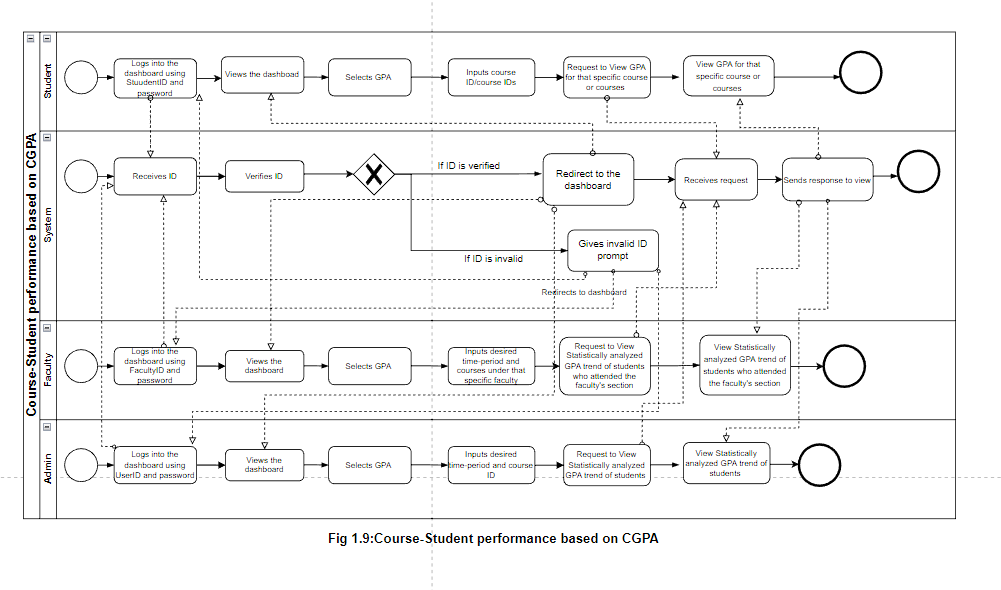 Course-Student performance based on CGPA
Student
Logs into the
dashboard using
StuudentID and
password
Views the dashboad
Selects GPA
Inputs course
ID/course IDs
Request to View GPA
for that specific course
or courses
View GPA for that
specific course or
courses
System
Receives ID
Verifies ID
If ID is verified
If ID is invalid
Redirect to the
dashboard
Receives request
Sends response to view
Gives invalid ID
prompt
Redirects to dashboard
Faculty
Logs into the
dashboard using
FacultyID and
password
Views the
dashboard
Selects GPA
Inputs desired
time-period and
courses under that
specific faculty
Request to View
Statistically analyzed
GPA trend of students
who attended the
faculty's section
View Statistically
analyzed GPA trend of
students who attended
the faculty's section
Admin
Logs into the
dashboard using
UserID and password
Views the
dashboard
Selects GPA
Inputs desired
time-period and course
ID
Request to View
Statistically analyzed
GPA trend of students
View Statistically
analyzed GPA trend of
students
Fig 1.9:Course-Student performance based on CGPA